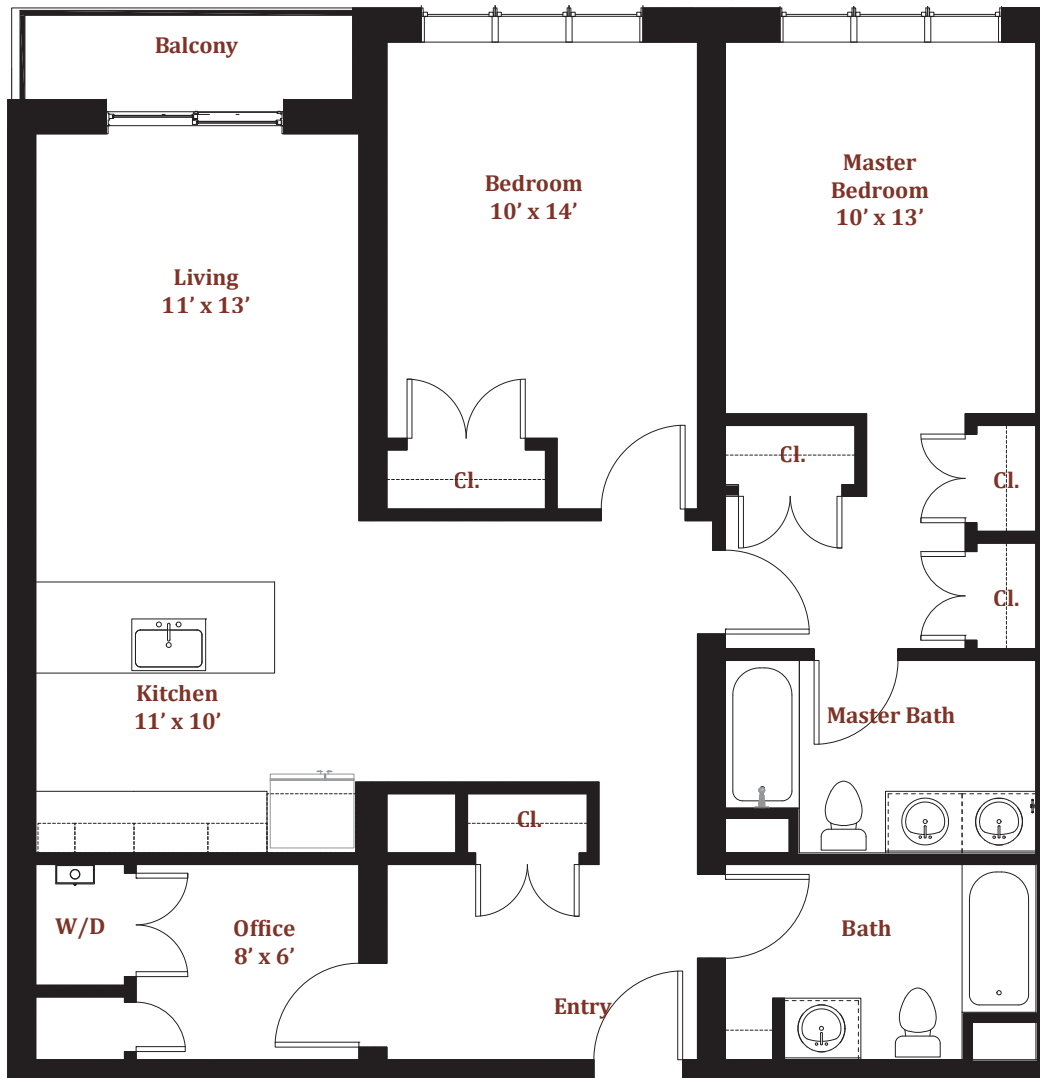 Balcony
Bedroom
10’ x 14’
Master
Bedroom
10’ x 13’
Living
11’ x 13’
Cl.
Cl.
Cl.
Cl.
Kitchen
11’ x 10’
Master Bath
Cl.
W/D
Office
8’ x 6’
Bath
Entry